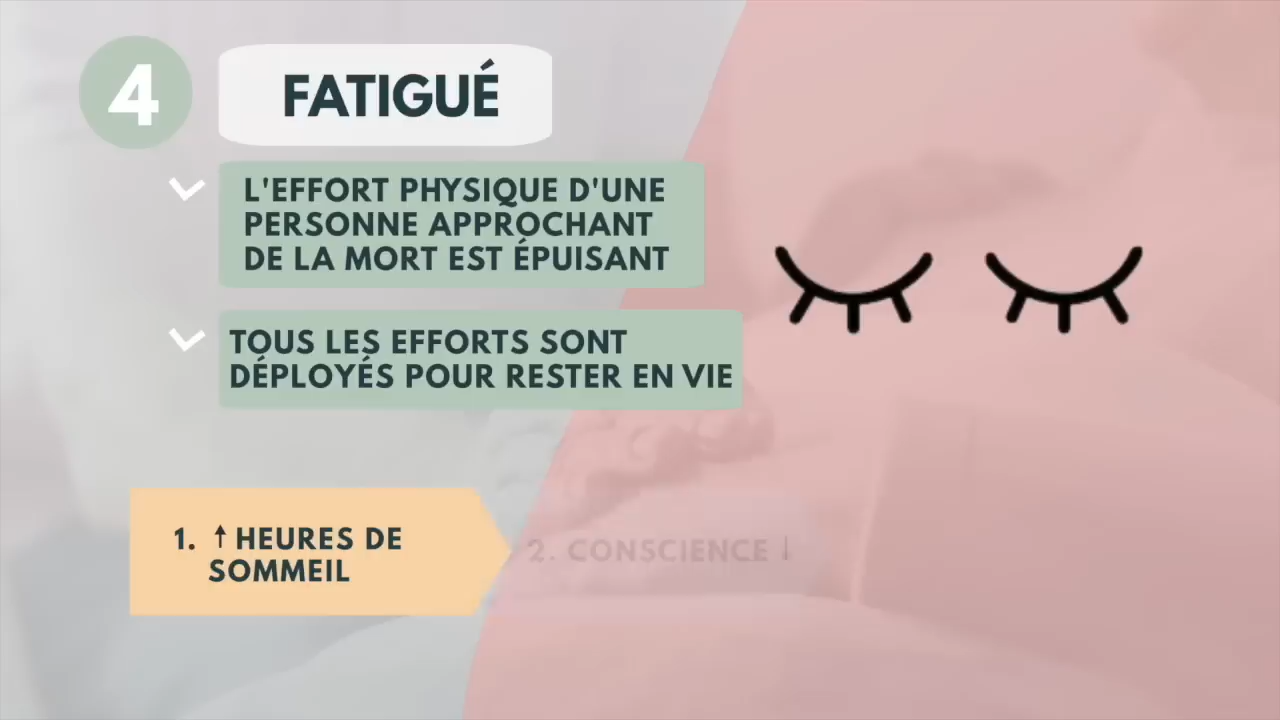 4
FATIGUÉ
L'EFFORT PHYSIQUE D'UNE
PERSONNE APPROCHANT
DE LA MORT EST ÉPUISANT
TOUS LES EFFORTS SONT
DÉPLOYÉS POUR RESTER EN VIE
1. ↑ HEURES DE
SOMMEIL
2. CONSCIENCE ↓